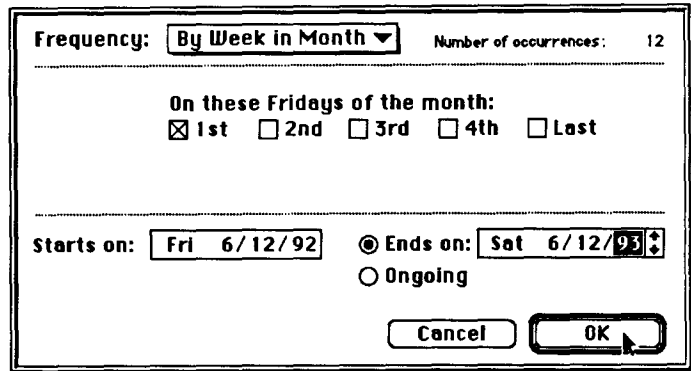 Frequency: By Week in Month Number of occurrences: 12
On these Fridays of the month:
1st 2nd 3rd 4th Last
Starts on: Fri 6/12/92 Ends on: Sat 6/12/93
Ongoing
Cancel OK